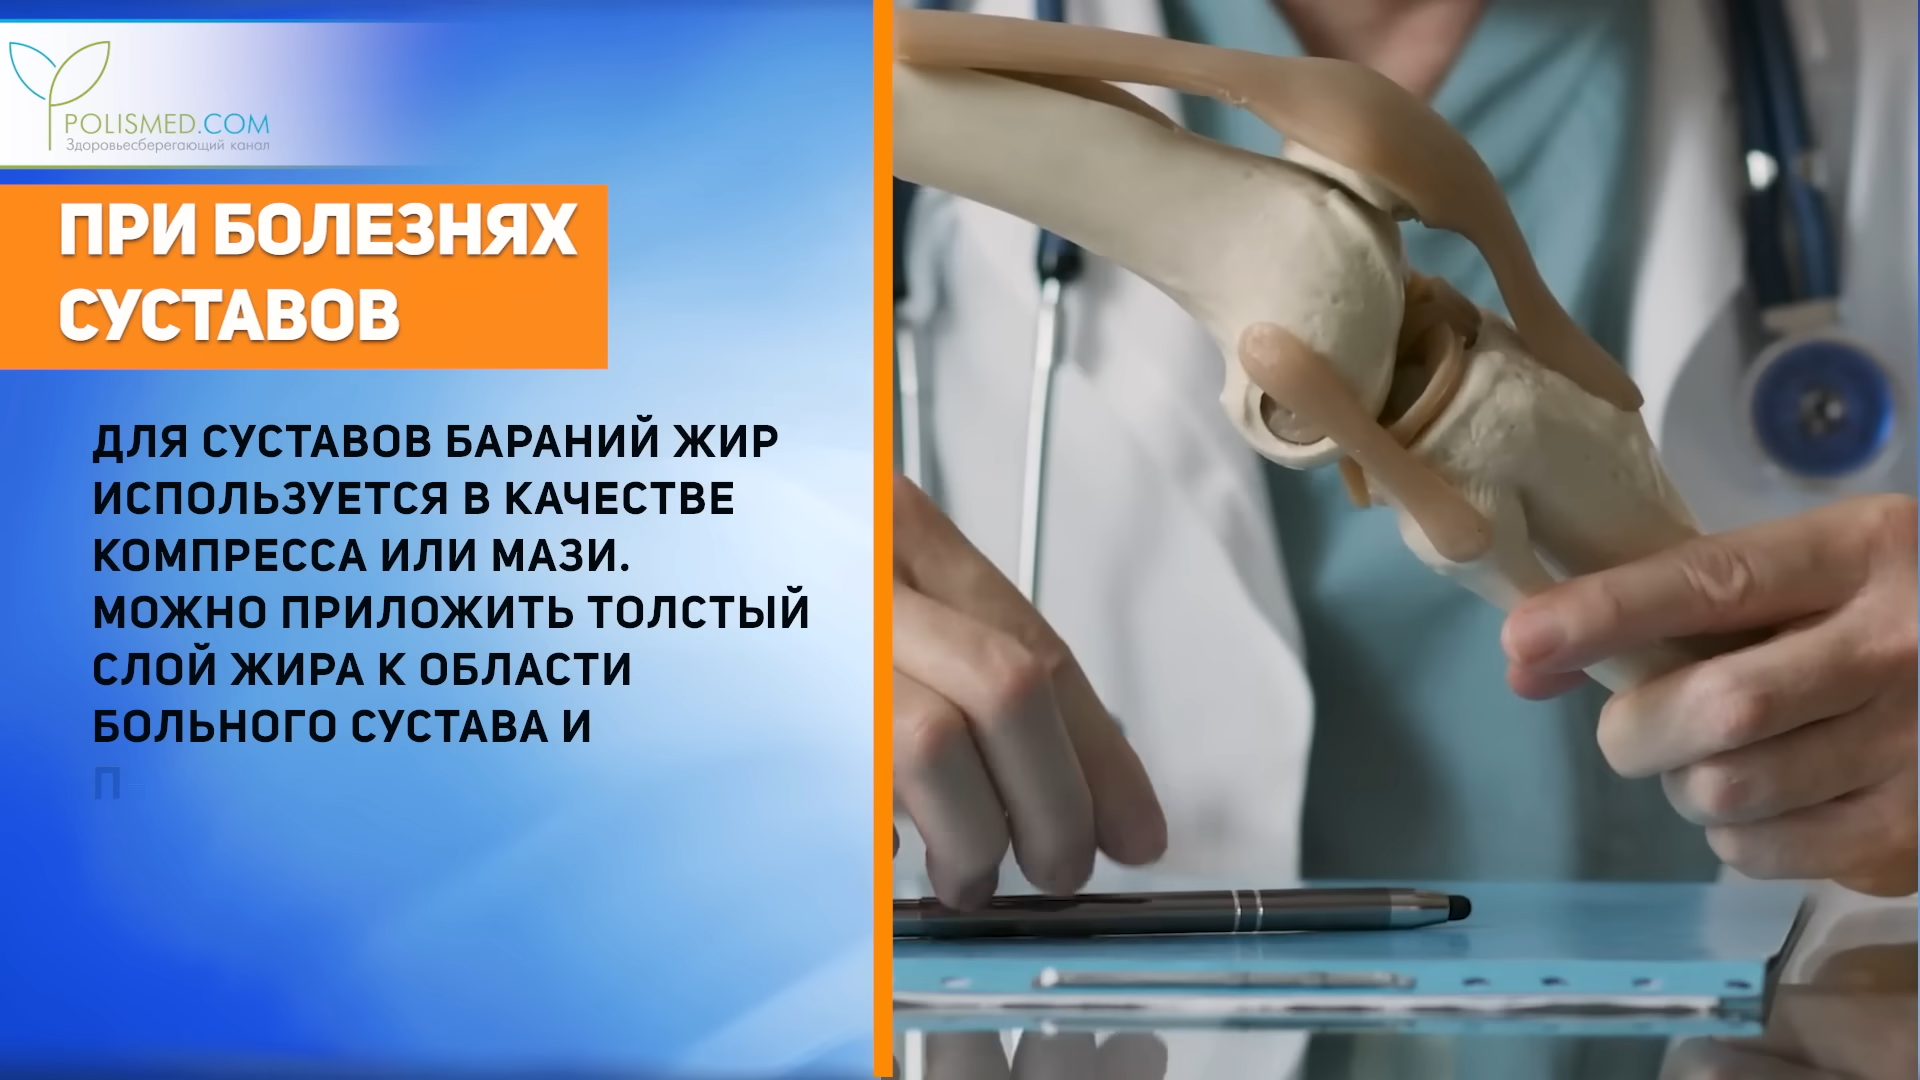 POLISMED.COM
Здоровьесберегающий канал
ПРИ БОЛЕЗНЯХ
СУСТАВОВ
ДЛЯ СУСТАВОВ БАРАНИЙ ЖИР
ИСПОЛЬЗУЕТСЯ В КАЧЕСТВЕ
КОМПРЕССА ИЛИ МАЗИ.
МОЖНО ПРИЛОЖИТЬ ТОЛСТЫЙ
СЛОЙ ЖИРА К ОБЛАСТИ
БОЛЬНОГО СУСТАВА И
П